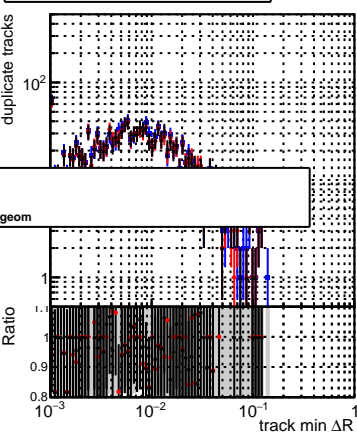 duplicate tracks
10²
geom
1
Ratio
1.1
1
0.9
0.8
10⁻³
10⁻²
10⁻¹
1
track min ΔR